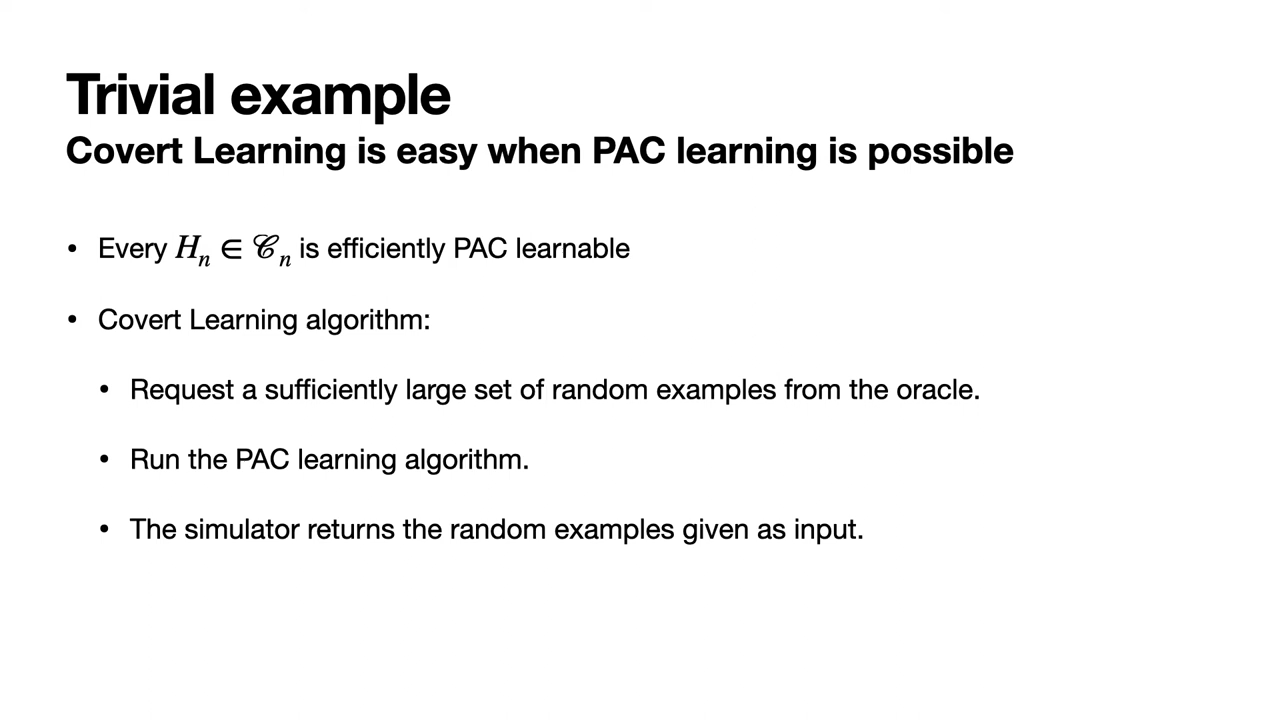 Trivial example
Covert Learning is easy when PAC learning is possible
• Every Hₙ ∈ 𝒞ₙ is efficiently PAC learnable
• Covert Learning algorithm:
• Request a sufficiently large set of random examples from the oracle.
• Run the PAC learning algorithm.
• The simulator returns the random examples given as input.